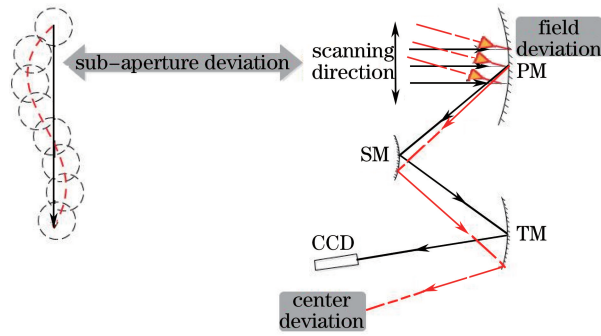 sub-aperture deviation
scanning
direction
field
deviation
PM
SM
TM
CCD
center
deviation